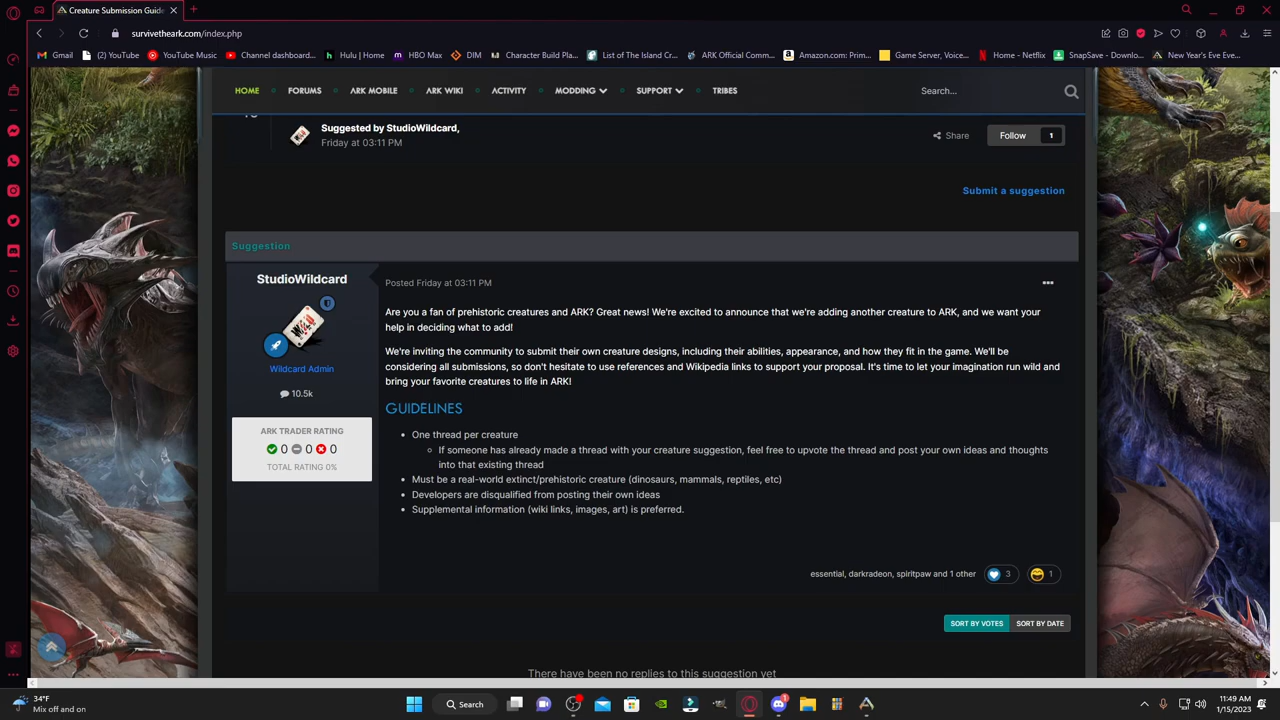 Creature Submission Guide
survivetheark.com/index.php
Gmail
(2) YouTube
YouTube Music
Channel dashboard...
Hulu | Home
HBO Max
DIM
Character Build Pla...
List of The Island Cr...
ARK Official Comm...
Amazon.com: Prim...
Game Server, Voice...
Home - Netflix
SnapSave - Downlo...
New Year's Eve Eve...
HOME
FORUMS
ARK MOBILE
ARK WIKI
ACTIVITY
MODDING
SUPPORT
TRIBES
Search...
Suggested by StudioWildcard,
Friday at 03:11 PM
Share
Follow 1
Submit a suggestion
Suggestion
StudioWildcard
Wildcard Admin
10.5k
ARK TRADER RATING
0 0 0
TOTAL RATING 0%
Posted Friday at 03:11 PM
Are you a fan of prehistoric creatures and ARK? Great news! We're excited to announce that we're adding another creature to ARK, and we want your
help in deciding what to add!
We're inviting the community to submit their own creature designs, including their abilities, appearance, and how they fit in the game. We'll be
considering all submissions, so don't hesitate to use references and Wikipedia links to support your proposal. It's time to let your imagination run wild and
bring your favorite creatures to life in ARK!
GUIDELINES
One thread per creature
If someone has already made a thread with your creature suggestion, feel free to upvote the thread and post your own ideas and thoughts
into that existing thread
Must be a real-world extinct/prehistoric creature (dinosaurs, mammals, reptiles, etc)
Developers are disqualified from posting their own ideas
Supplemental information (wiki links, images, art) is preferred.
essential, darkradeon, spiritpaw and 1 other
3
1
SORT BY VOTES
SORT BY DATE
There have been no replies to this suggestion yet
34°F
Mix off and on
Search
1
11:49 AM
1/15/2023